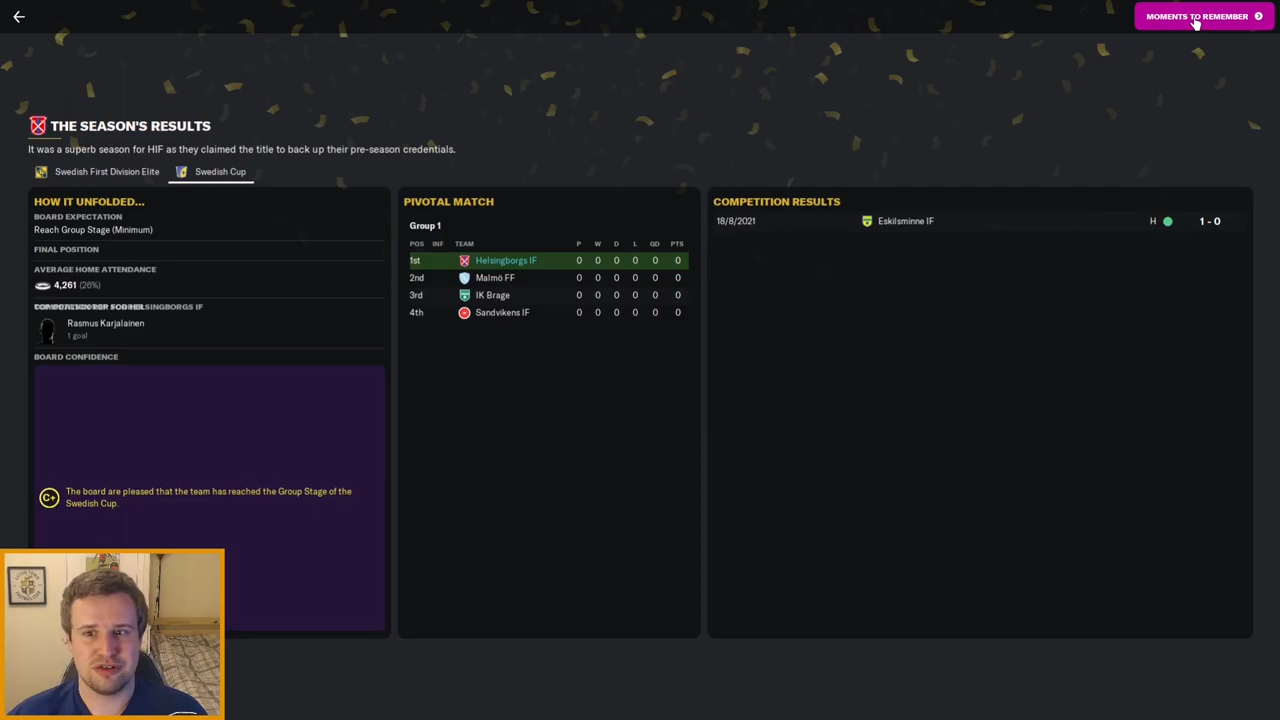 MOMENTS TO REMEMBER
THE SEASON'S RESULTS
It was a superb season for HIF as they claimed the title to back up their pre-season credentials.
Swedish First Division Elite Swedish Cup
HOW IT UNFOLDED...
BOARD EXPECTATION
Reach Group Stage (Minimum)
FINAL POSITION
AVERAGE HOME ATTENDANCE
4,261 (26%)
HELSINGBORGS IF
Rasmus Karjalainen
1 goal
BOARD CONFIDENCE
C+
The board are pleased that the team has reached the Group Stage of the
Swedish Cup.
PIVOTAL MATCH
Group 1
POS INF TEAM P W D L GD PTS
1st Helsingborgs IF 0 0 0 0 0 0
2nd Malmö FF 0 0 0 0 0 0
3rd IK Brage 0 0 0 0 0 0
4th Sandvikens IF 0 0 0 0 0 0
COMPETITION RESULTS
18/8/2021 Eskilsminne IF H 1 - 0
LUTON TOWN
FOOTBALL CLUB